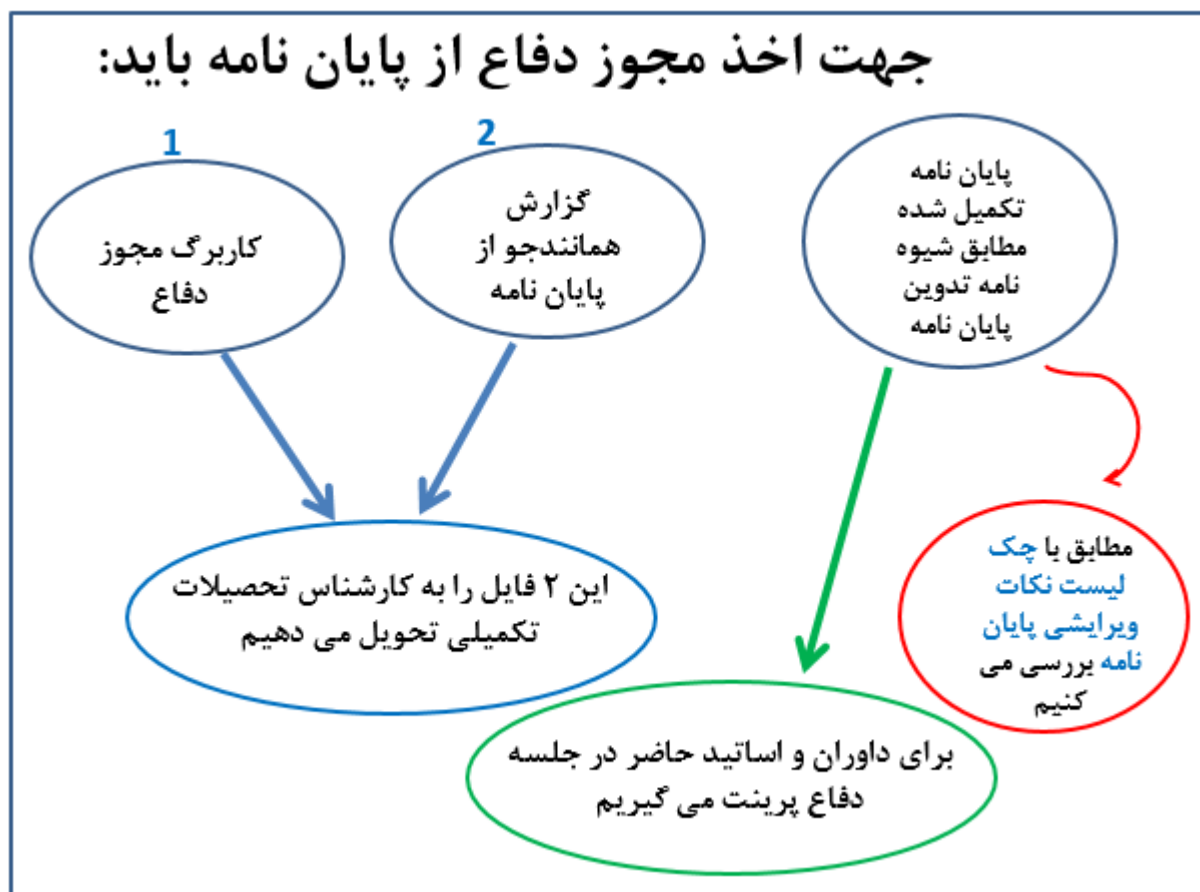 جهت اخذ مجوز دفاع از پایان نامه باید:
1
کاربرگ مجوز
دفاع
2
گزارش
همانندجو از
پایان نامه
پایان نامه
تکمیل شده
مطابق شیوه
نامه تدوین
پایان نامه
این ۲ فایل را به کارشناس تحصیلات
تکمیلی تحویل می دهیم
مطابق با چک
لیست نکات
ویرایشی پایان
نامه بررسی می
کنیم
برای داوران و اساتید حاضر در جلسه
دفاع پرینت می گیریم